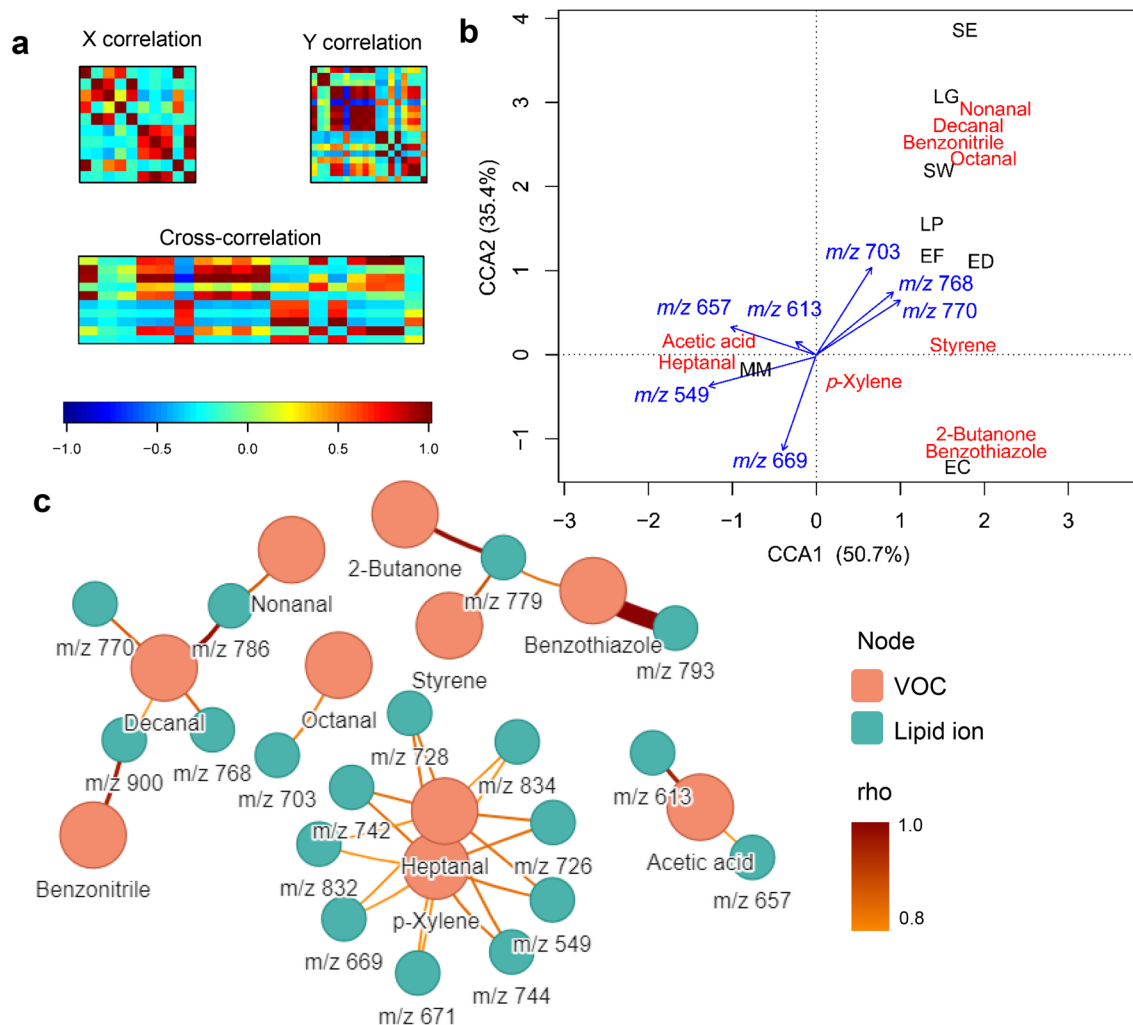 a
X correlation
Y correlation
Cross-correlation
−1.0
−0.5
0.0
0.5
1.0
b
CCA2 (35.4%)
4
3
2
1
0
−1
SE
LG
Nonanal
Decanal
Benzonitrile
Octanal
SW
LP
EF
ED
m/z 703
m/z 768
m/z 770
m/z 657
m/z 613
Acetic acid
Heptanal
MM
m/z 549
Styrene
p-Xylene
m/z 669
2-Butanone
Benzothiazole
EC
−3
−2
−1
0
1
2
3
CCA1 (50.7%)
c
2-Butanone
Nonanal
m/z 779
m/z 770
m/z 786
Benzothiazole
m/z 793
Styrene
Decanal
Octanal
m/z 900
m/z 768
m/z 703
m/z 728
m/z 834
m/z 613
m/z 742
Heptanal
m/z 726
Acetic acid
Benzonitrile
m/z 832
p-Xylene
m/z 657
m/z 549
m/z 669
m/z 744
m/z 671
Node
VOC
Lipid ion
rho
1.0
0.8